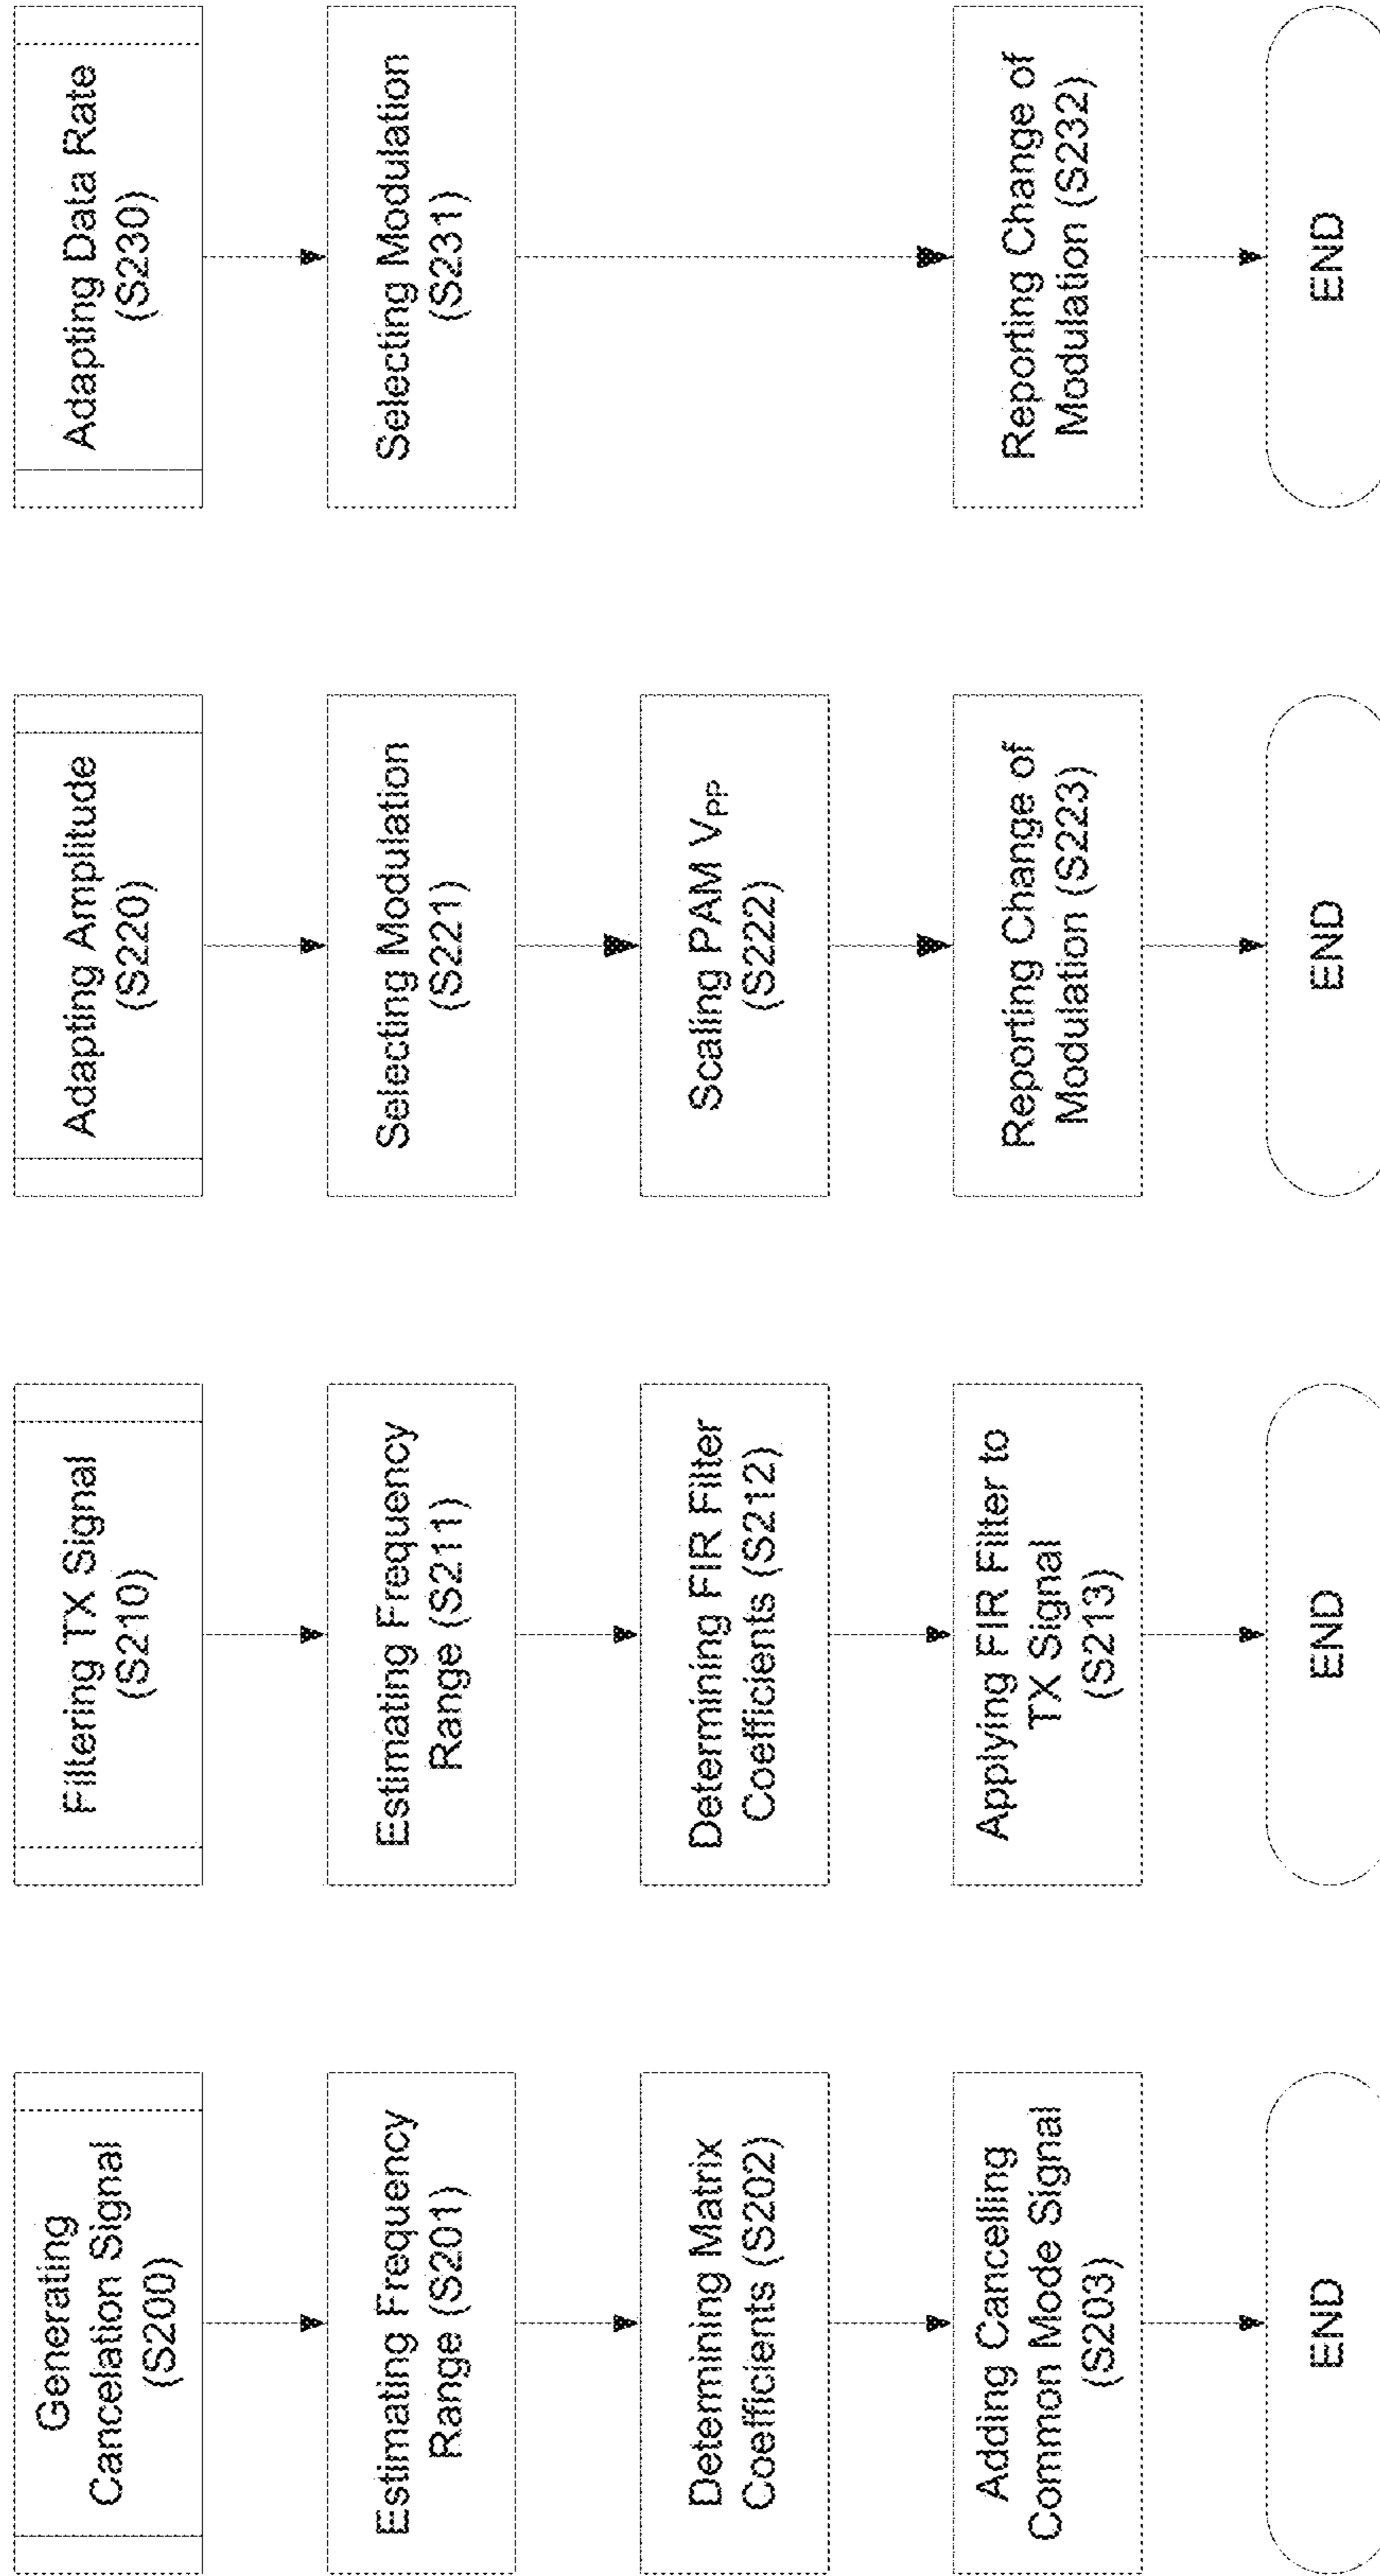 Generating
Cancelation Signal
(S200)
Estimating Frequency
Range (S201)
Determining Matrix
Coefficients (S202)
Adding Cancelling
Common Mode Signal
(S203)
END
Filtering TX Signal
(S210)
Estimating Frequency
Range (S211)
Determining FIR Filter
Coefficients (S212)
Applying FIR Filter to
TX Signal
(S213)
END
Adapting Amplitude
(S220)
Selecting Modulation
(S221)
Scaling PAM VPP
(S222)
Reporting Change of
Modulation (S223)
END
Adapting Data Rate
(S230)
Selecting Modulation
(S231)
Reporting Change of
Modulation (S232)
END